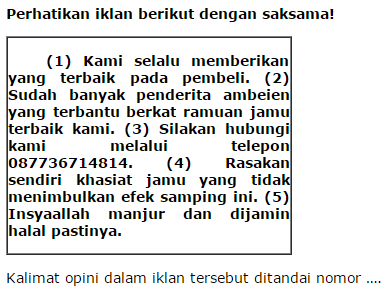 Perhatikan iklan berikut dengan saksama!
(1) Kami selalu memberikan
yang terbaik pada pembeli. (2)
Sudah banyak penderita ambeien
yang terbantu berkat ramuan jamu
terbaik kami. (3) Silakan hubungi
kami melalui telepon
087736714814. (4) Rasakan
sendiri khasiat jamu yang tidak
menimbulkan efek samping ini. (5)
Insyaallah manjur dan dijamin
halal pastinya.
Kalimat opini dalam iklan tersebut ditandai nomor ....